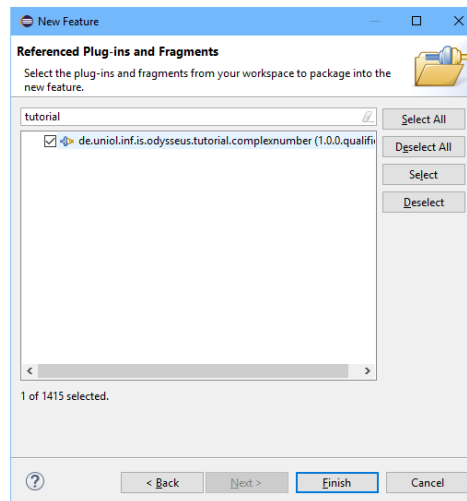 New Feature
Referenced Plug-ins and Fragments
Select the plug-ins and fragments from your workspace to package into the
new feature.
tutorial
Select All
de.uniol.inf.is.odysseus.tutorial.complexnumber (1.0.0.qualifi
Deselect All
Select
Deselect
1 of 1415 selected.
< Back
Next >
Finish
Cancel